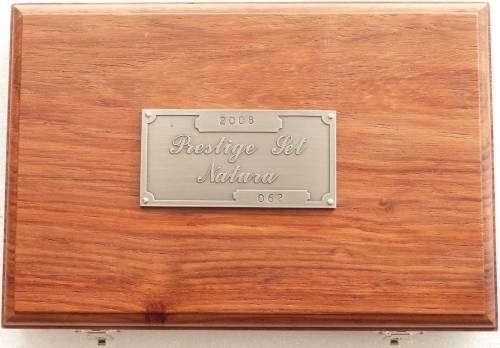 2008
Prestige Set
Natura
062